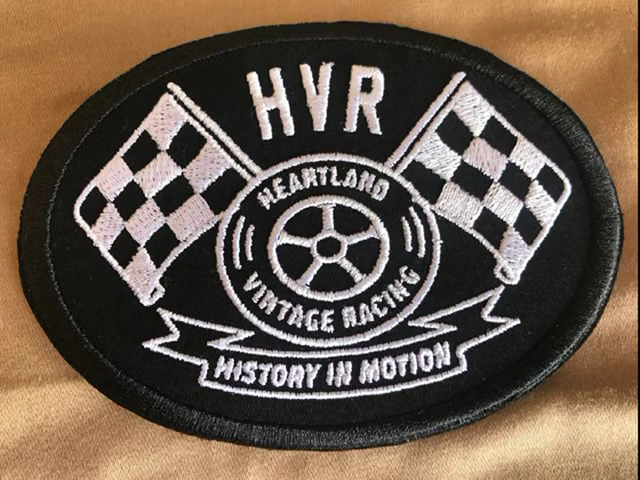 HVR
HEARTLAND
VINTAGE RACING
HISTORY IN MOTION